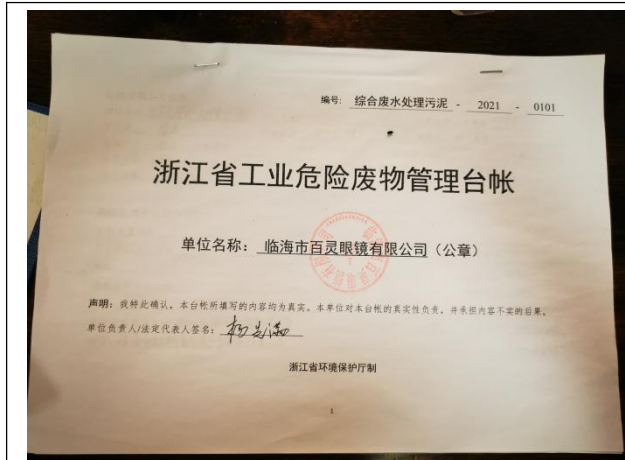 编号: 综合废水处理污泥 - 2021 - 0101
浙江省工业危险废物管理台帐
单位名称：临海市百灵眼镜有限公司（公章）
声明：我特此确认，本台帐所填写的内容均为真实。本单位对本台帐的真实性负责，并承担内容不实的后果。
单位负责人/法定代表人签名：
浙江省环境保护厅制
1